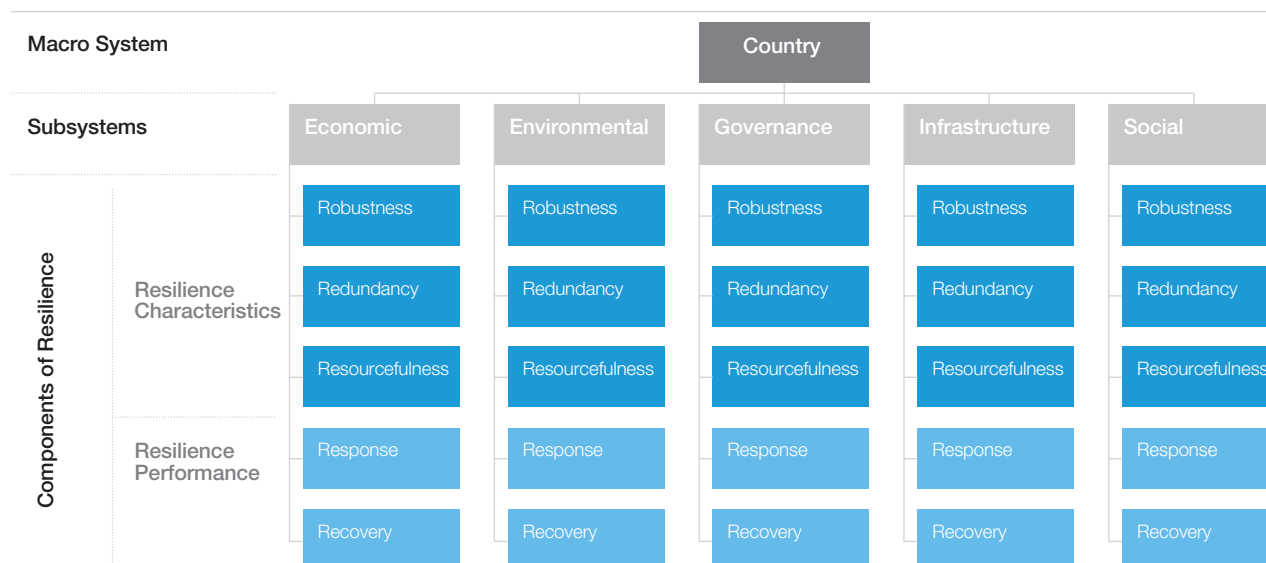 Macro System
Country
Subsystems
Economic
Environmental
Governance
Infrastructure
Social
Components of Resilience
Resilience
Characteristics
Robustness
Robustness
Robustness
Robustness
Robustness
Redundancy
Redundancy
Redundancy
Redundancy
Redundancy
Resourcefulness
Resourcefulness
Resourcefulness
Resourcefulness
Resourcefulness
Resilience
Performance
Response
Response
Response
Response
Response
Recovery
Recovery
Recovery
Recovery
Recovery